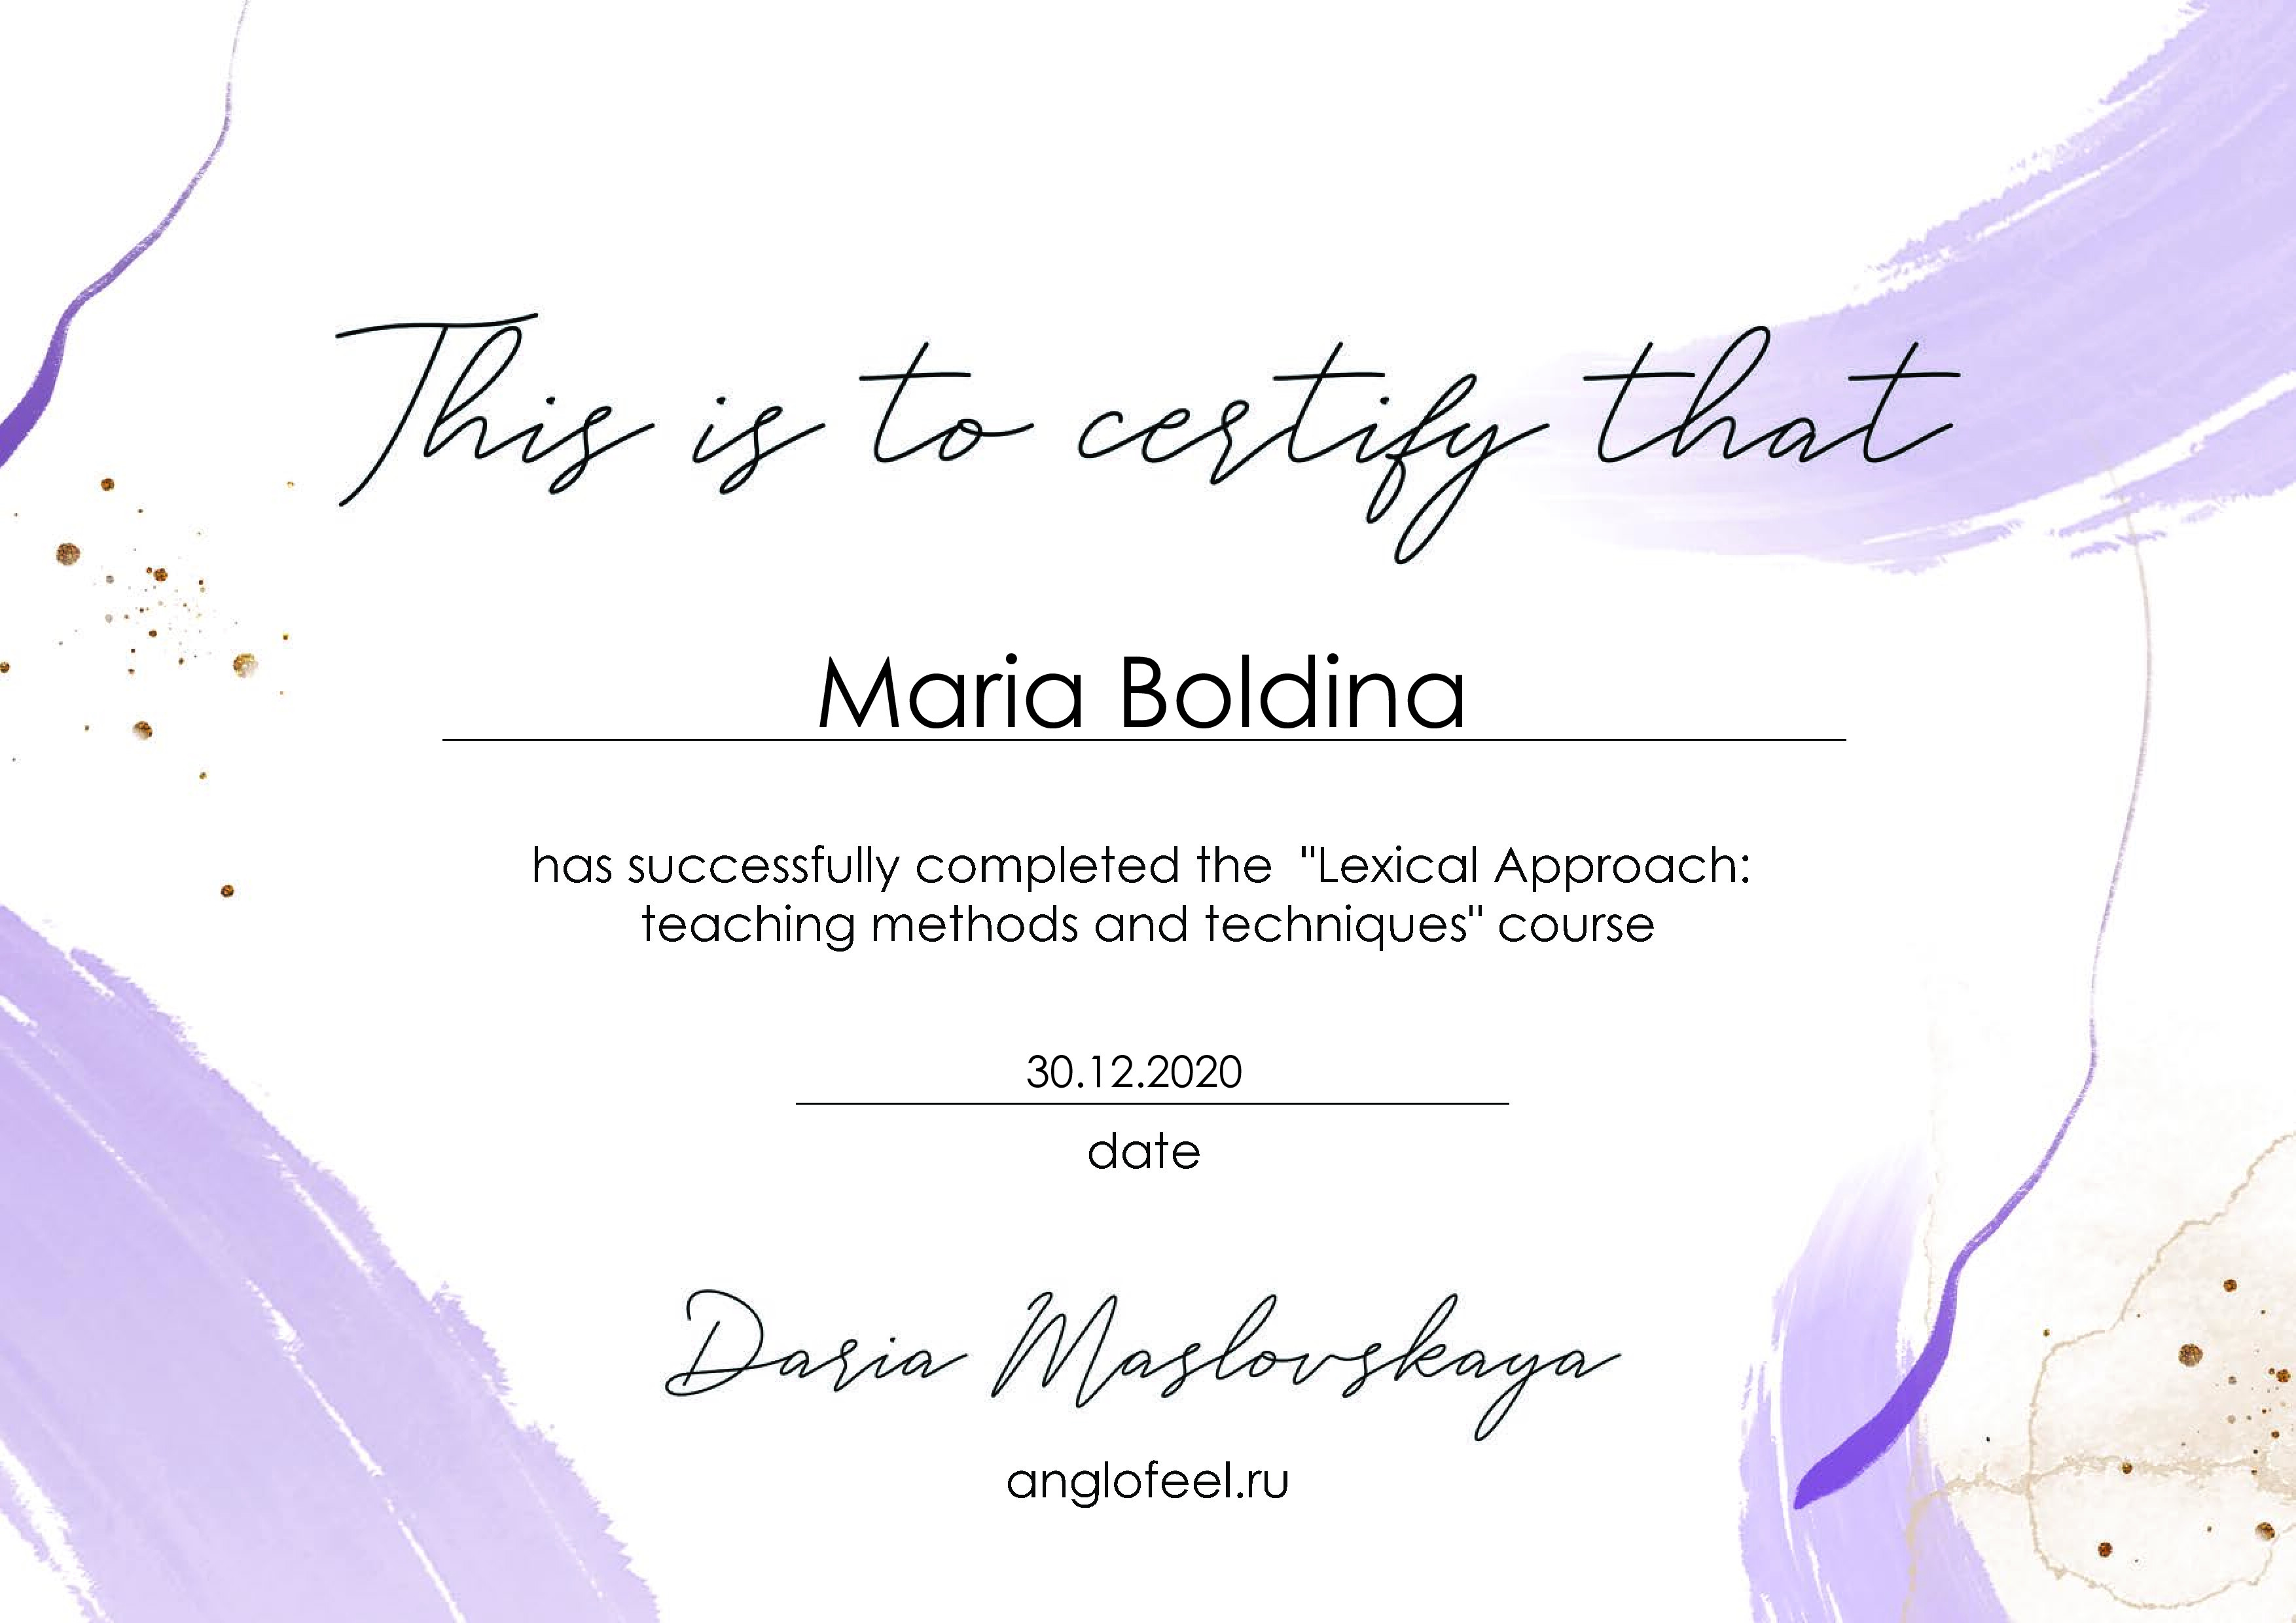 This is to certify that
Maria Boldina
has successfully completed the "Lexical Approach:
teaching methods and techniques" course
30.12.2020
date
Daria Maslovskaya
anglofeel.ru